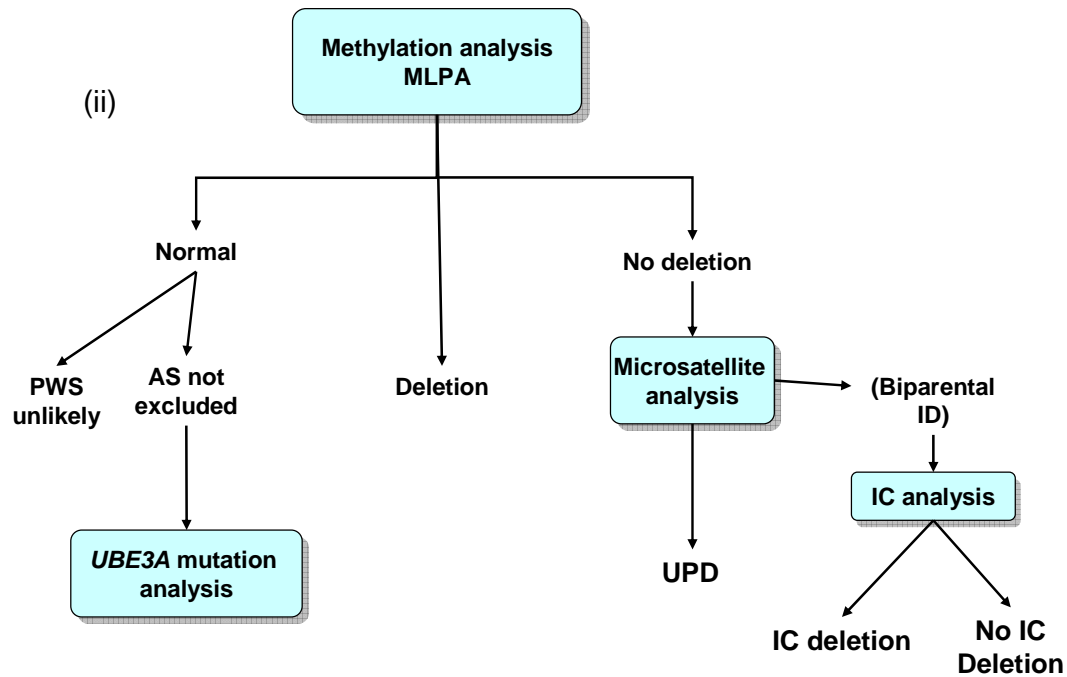 Methylation analysis
MLPA
(ii)
Normal
No deletion
PWS
unlikely
AS not
excluded
Deletion
Microsatellite
analysis
(Biparental
ID)
IC analysis
UBE3A mutation
analysis
UPD
IC deletion
No IC
Deletion